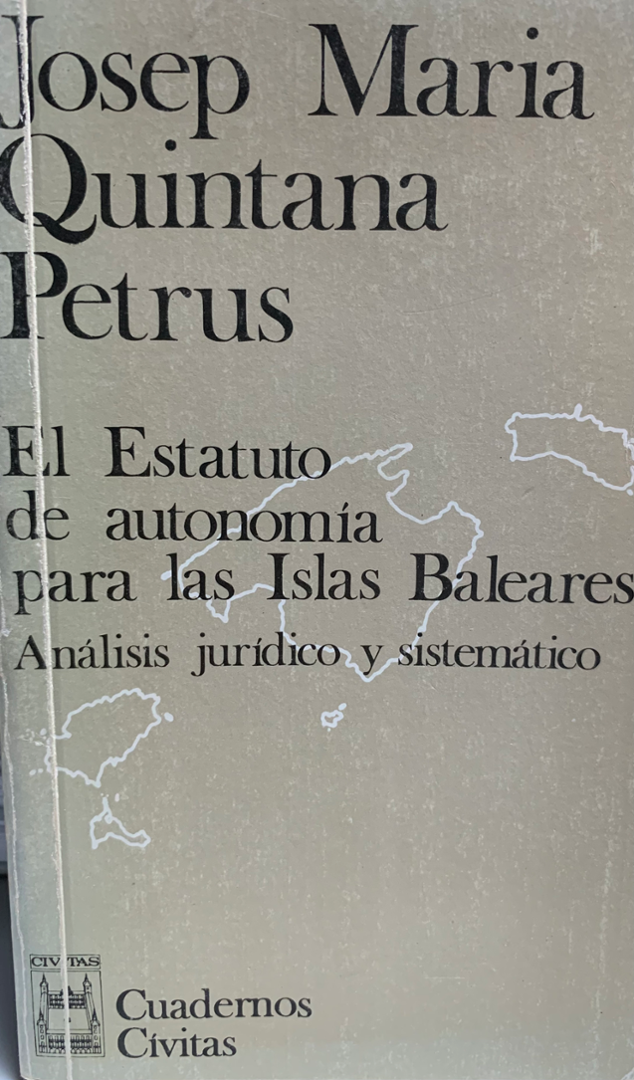 Josep Maria
Quintana
Petrus
El Estatuto
de autonomía
para las Islas Baleares
Análisis jurídico y sistemático
CIVITAS
Cuadernos
Cívitas